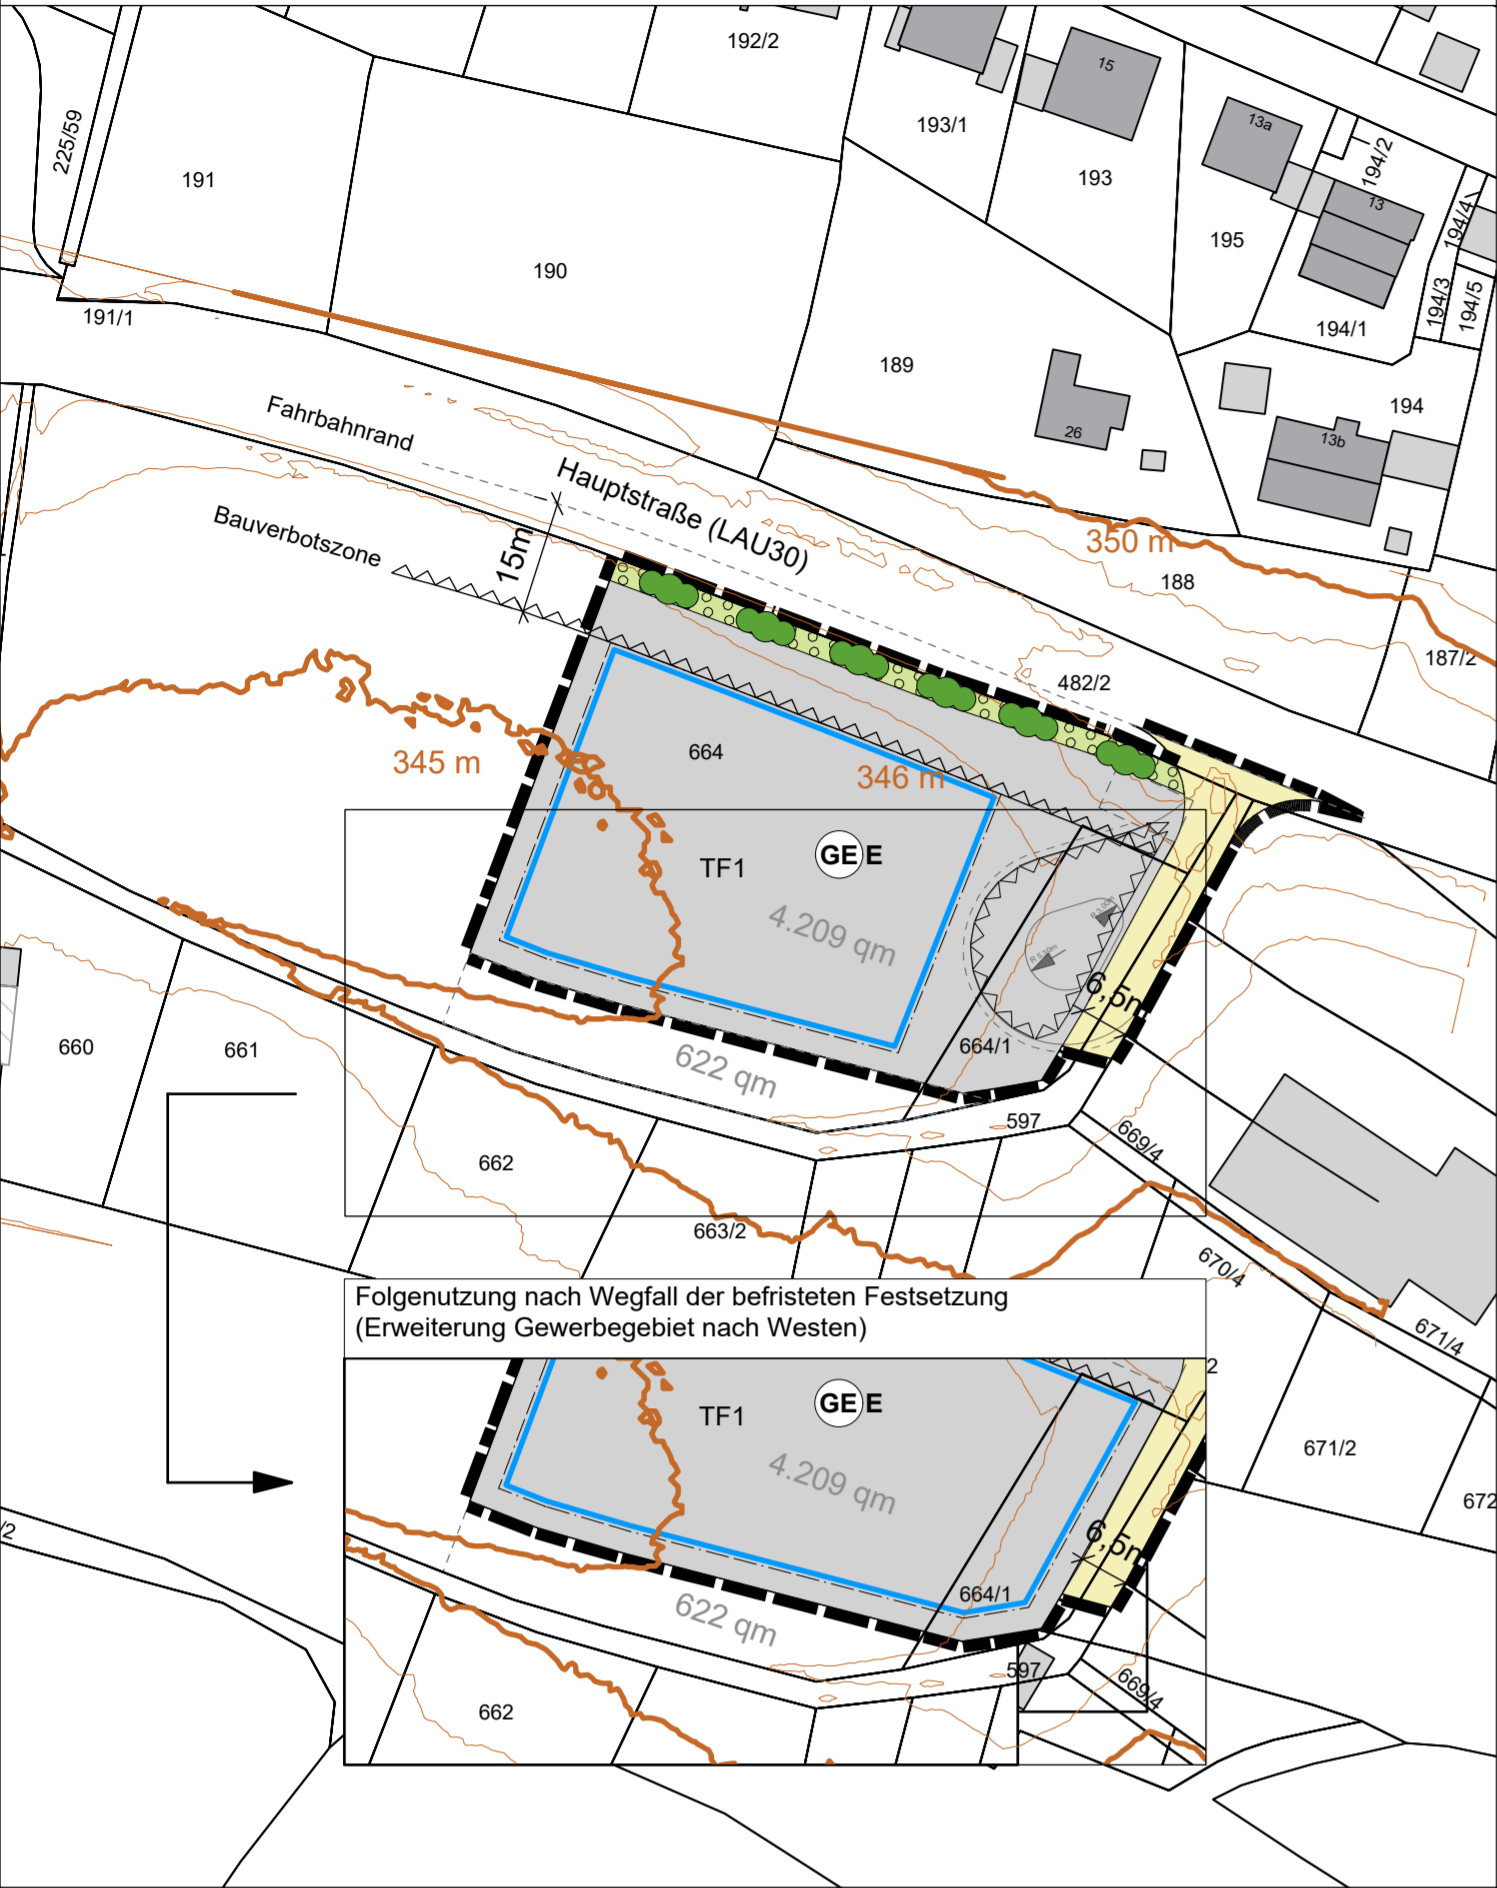 192/2
15
193/1
13a
225/59
194/2
191
193
13
194/4
195
190
194/3
194/5
191/1
194/1
189
Fahrbahnrand
194
26
13b
Hauptstraße (LAU30)
Bauverbotszone
15m
350 m
188
187/2
482/2
664
345 m
346 m
TF1
GE E
4.209 qm
R 3.00m
6,5m
660
661
664/1
622 qm
597
669/4
662
663/2
670/4
Folgenutzung nach Wegfall der befristeten Festsetzung
(Erweiterung Gewerbegebiet nach Westen)
671/4
2
TF1
GE E
671/2
4.209 qm
672
/2
6,5m
664/1
622 qm
597
669/4
662